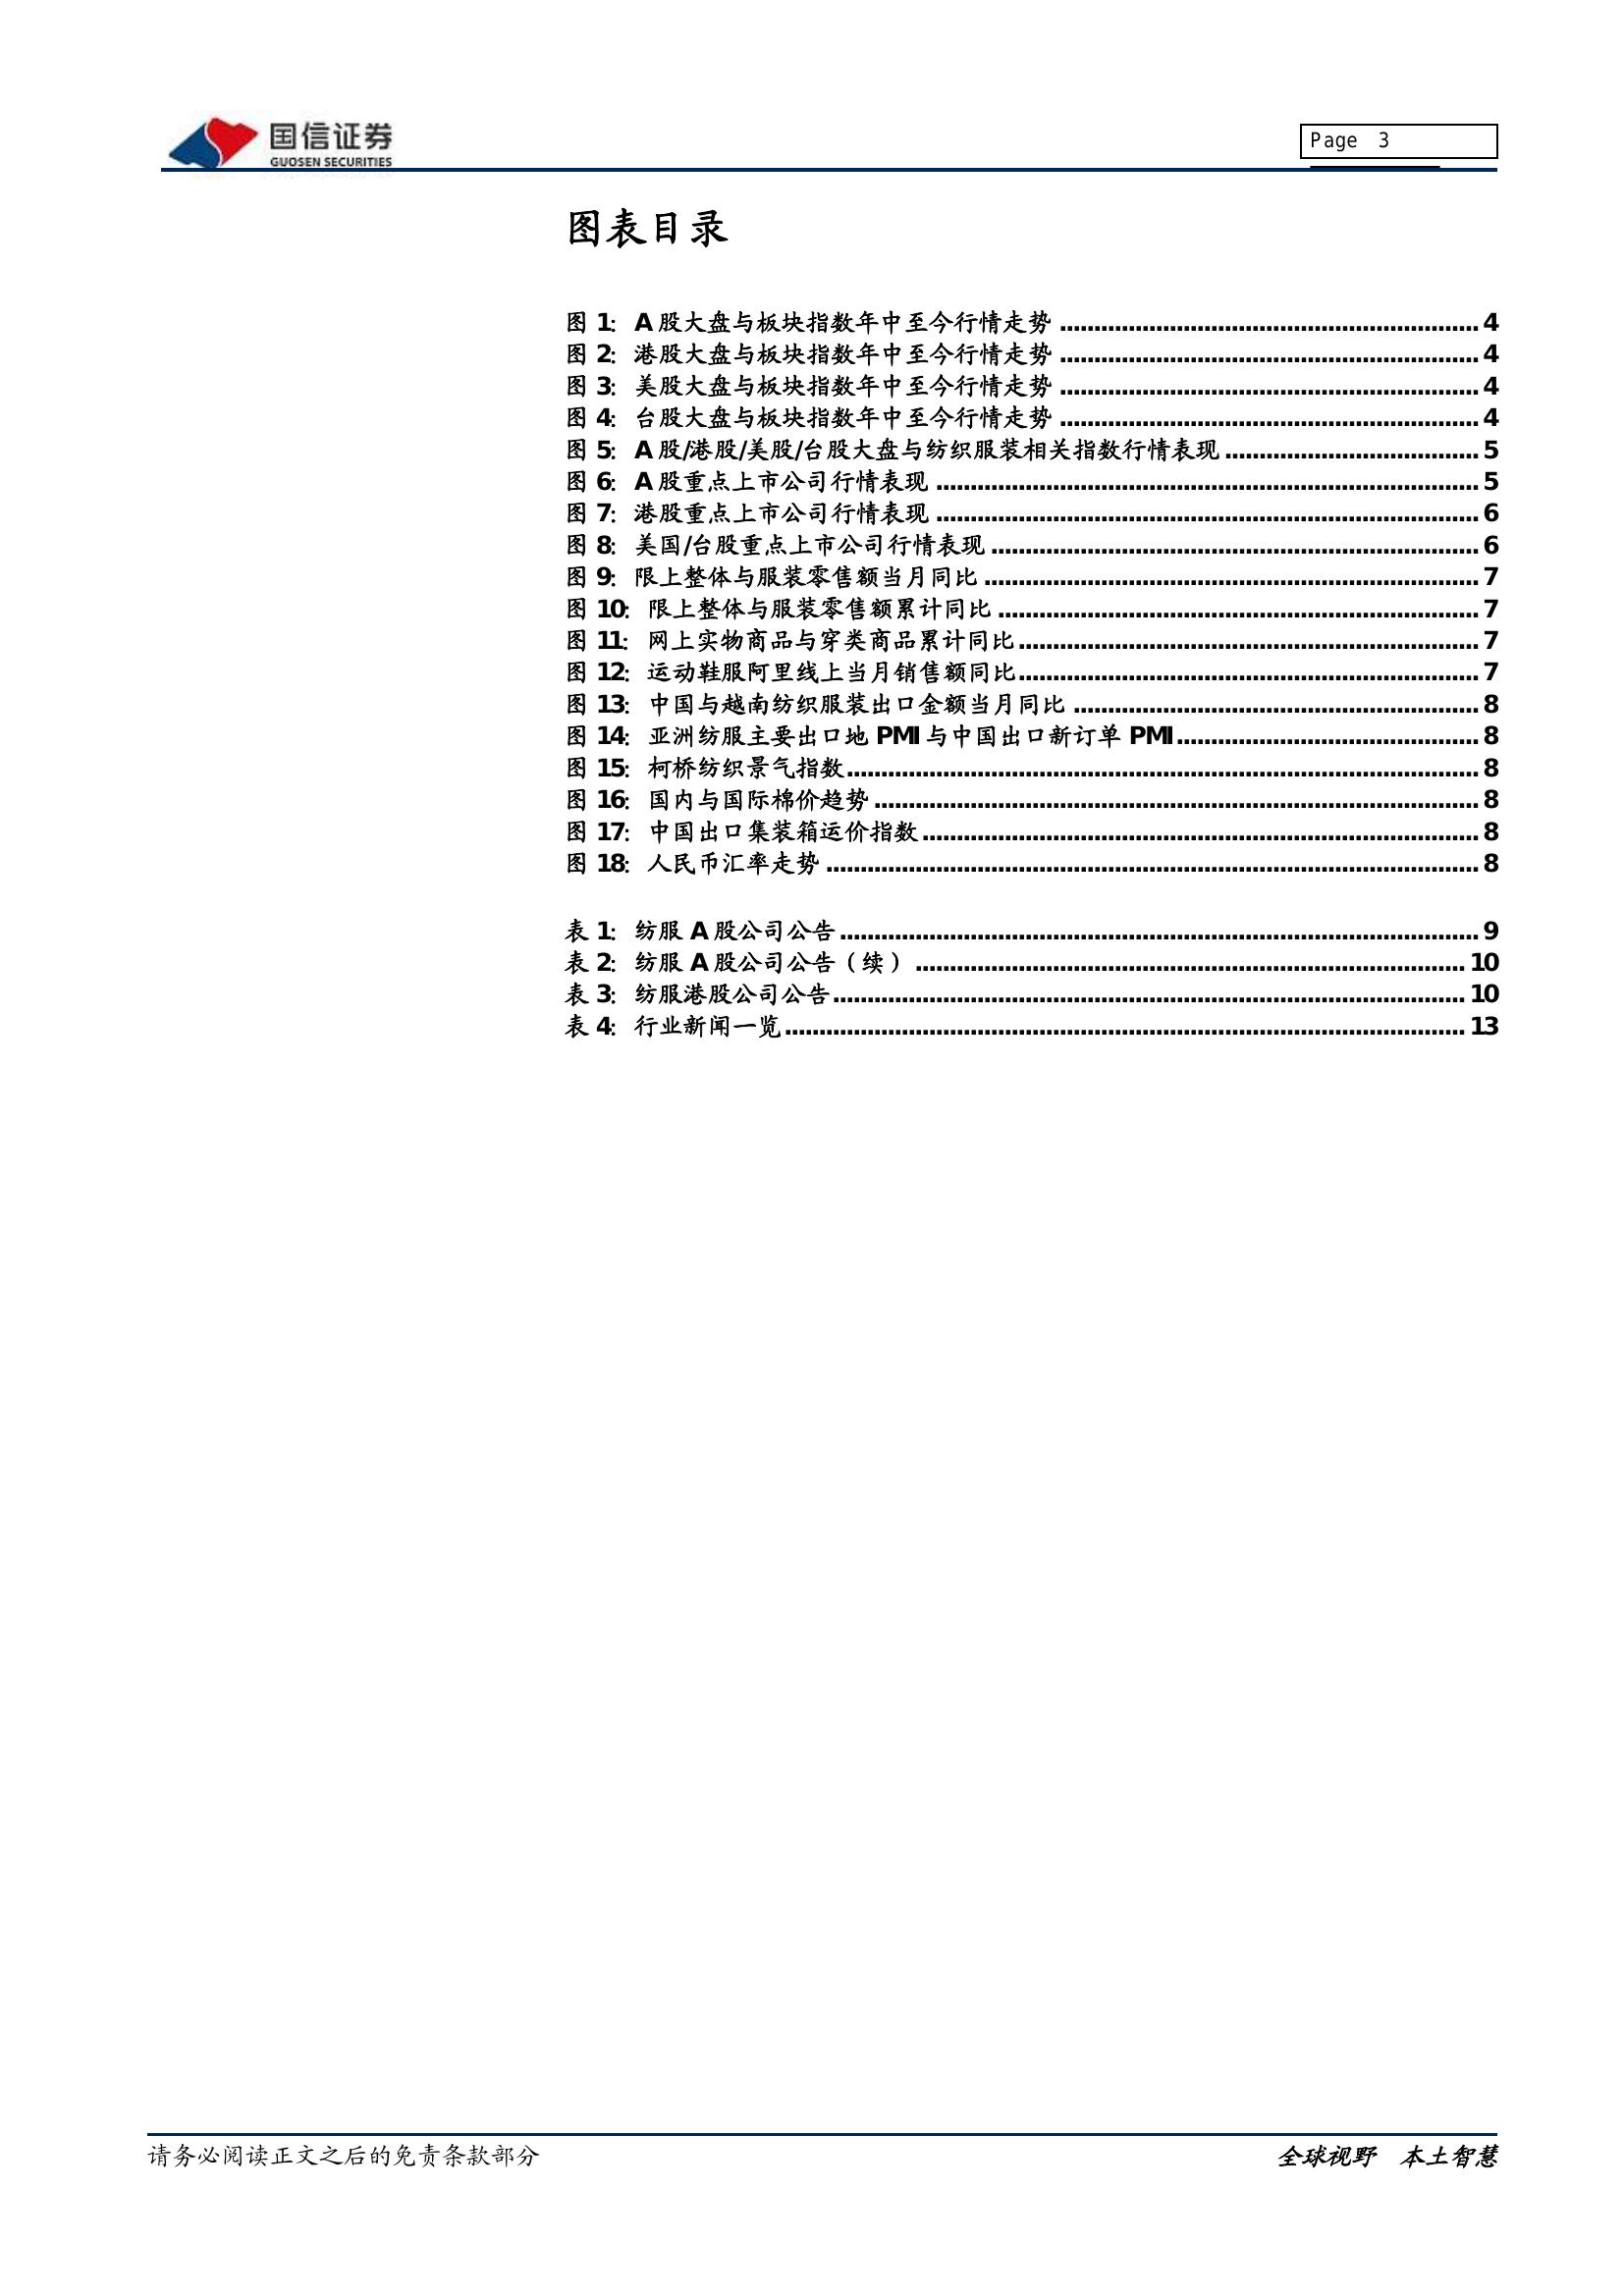 国信证券
GUOSEN SECURITIES
Page 3
图表目录
图 1: A 股大盘与板块指数年中至今行情走势 ........ 4
图 2: 港股大盘与板块指数年中至今行情走势 ........ 4
图 3: 美股大盘与板块指数年中至今行情走势 ........ 4
图 4: 台股大盘与板块指数年中至今行情走势 ........ 4
图 5: A 股/港股/美股/台股大盘与纺织服装相关指数行情表现 ........ 5
图 6: A 股重点上市公司行情表现 ........ 5
图 7: 港股重点上市公司行情表现 ........ 6
图 8: 美国/台股重点上市公司行情表现 ........ 6
图 9: 限上整体与服装零售额当月同比 ........ 7
图 10: 限上整体与服装零售额累计同比 ........ 7
图 11: 网上实物商品与穿类商品累计同比 ........ 7
图 12: 运动鞋服阿里线上当月销售额同比 ........ 7
图 13: 中国与越南纺织服装出口金额当月同比 ........ 8
图 14: 亚洲纺服主要出口地 PMI 与中国出口新订单 PMI ........ 8
图 15: 柯桥纺织景气指数 ........ 8
图 16: 国内与国际棉价趋势 ........ 8
图 17: 中国出口集装箱运价指数 ........ 8
图 18: 人民币汇率走势 ........ 8
表 1: 纺服 A 股公司公告 ........ 9
表 2: 纺服 A 股公司公告（续） ........ 10
表 3: 纺服港股公司公告 ........ 10
表 4: 行业新闻一览 ........ 13
请务必阅读正文之后的免责条款部分
全球视野 本土智慧